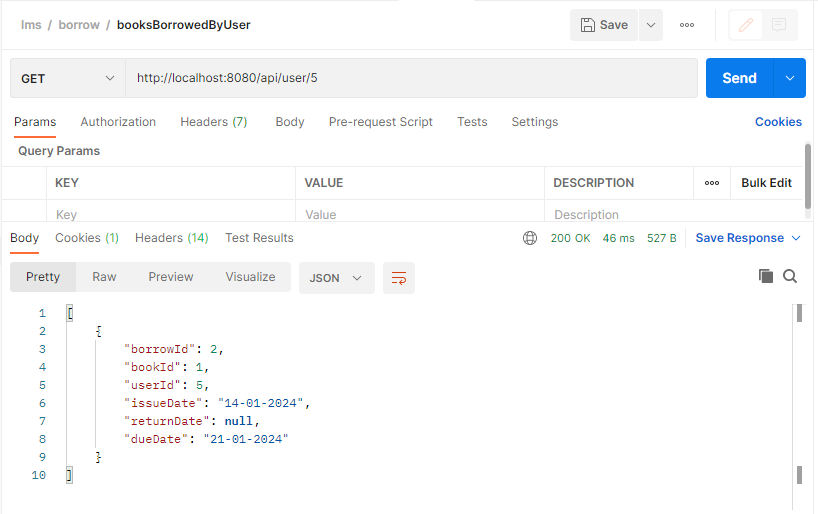 lms / borrow / booksBorrowedByUser Save
GET http://localhost:8080/api/user/5 Send
Params Authorization Headers (7) Body Pre-request Script Tests Settings Cookies
Query Params
KEY VALUE DESCRIPTION Bulk Edit
Key Value Description
Body Cookies (1) Headers (14) Test Results 200 OK 46 ms 527 B Save Response
Pretty Raw Preview Visualize JSON
1 [
2 {
3 "borrowId": 2,
4 "bookId": 1,
5 "userId": 5,
6 "issueDate": "14-01-2024",
7 "returnDate": null,
8 "dueDate": "21-01-2024"
9 }
10 ]